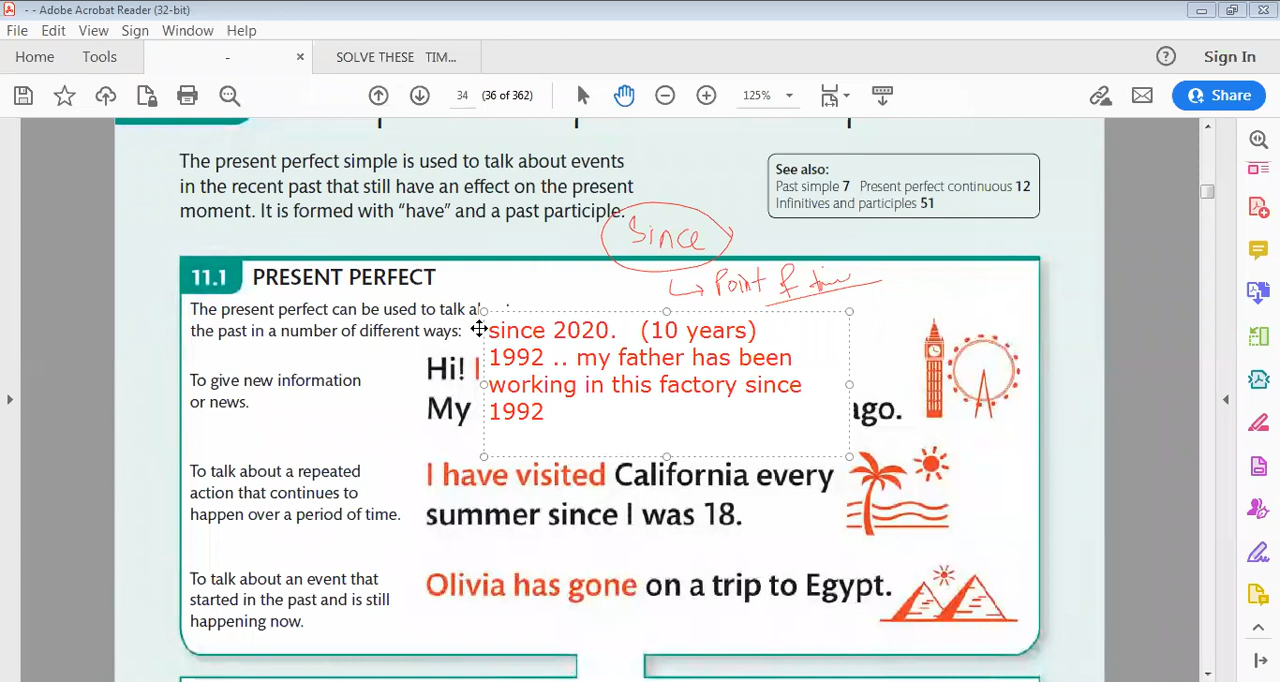 - - Adobe Acrobat Reader (32-bit)
File Edit View Sign Window Help
Home Tools - × SOLVE THESE TIM... Sign In
34 (36 of 362) 125% Share
The present perfect simple is used to talk about events
in the recent past that still have an effect on the present
moment. It is formed with “have” and a past participle.
See also:
Past simple 7 Present perfect continuous 12
Infinitives and participles 51
Since
Point of time
11.1 PRESENT PERFECT
The present perfect can be used to talk
the past in a number of different ways:
since 2020. (10 years)
1992 .. my father has been
working in this factory since
1992
To give new information
or news.
Hi! I
My ago.
To talk about a repeated
action that continues to
happen over a period of time.
I have visited California every
summer since I was 18.
To talk about an event that
started in the past and is still
happening now.
Olivia has gone on a trip to Egypt.